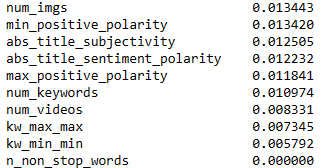 num_imgs 0.013443
min_positive_polarity 0.013420
abs_title_subjectivity 0.012505
abs_title_sentiment_polarity 0.012232
max_positive_polarity 0.011841
num_keywords 0.010974
num_videos 0.008331
kw_max_max 0.007345
kw_min_min 0.005792
n_non_stop_words 0.000000